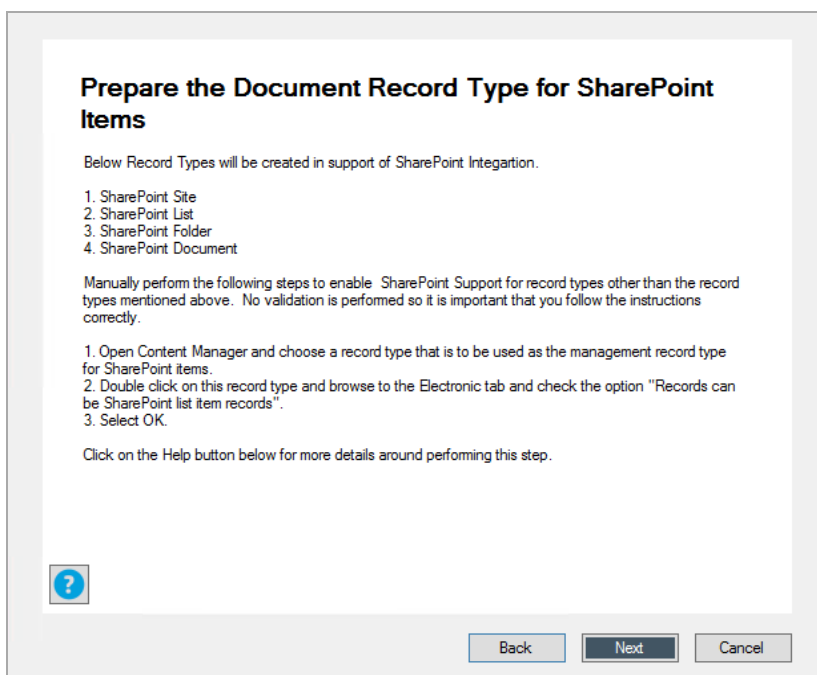 Prepare the Document Record Type for SharePoint
Items
Below Record Types will be created in support of SharePoint Integartion.
1. SharePoint Site
2. SharePoint List
3. SharePoint Folder
4. SharePoint Document
Manually perform the following steps to enable  SharePoint Support for record types other than the record
types mentioned above.  No validation is performed so it is important that you follow the instructions
correctly.
1. Open Content Manager and choose a record type that is to be used as the management record type
for SharePoint items.
2. Double click on this record type and browse to the Electronic tab and check the option "Records can
be SharePoint list item records".
3. Select OK.
Click on the Help button below for more details around performing this step.
?
Back Next Cancel